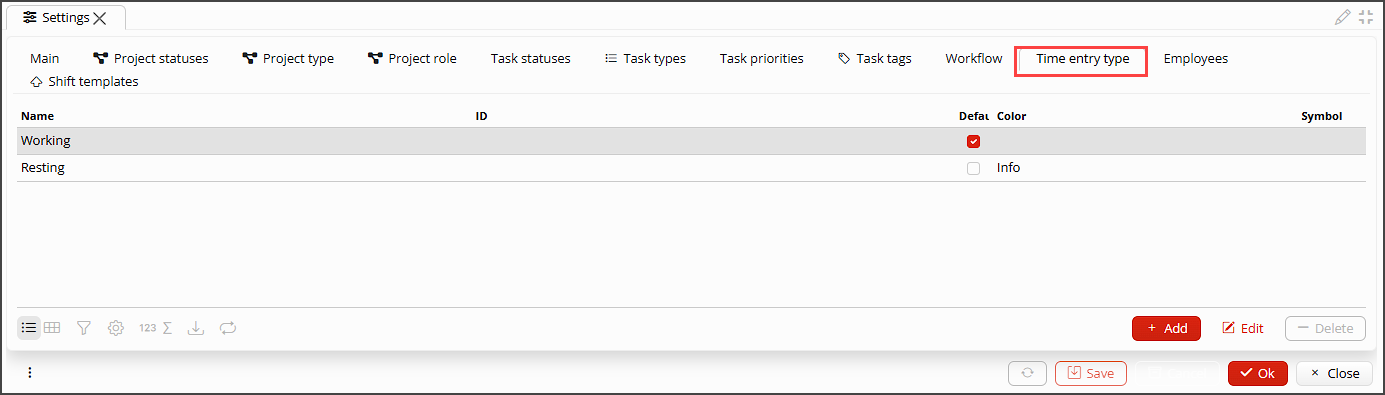 Settings
Main Project statuses Project type Project role Task statuses Task types Task priorities Task tags Workflow Time entry type Employees
Shift templates
Name ID Defau Color Symbol
Working
Resting Info
123 Σ + Add Edit — Delete
Save Ok × Close